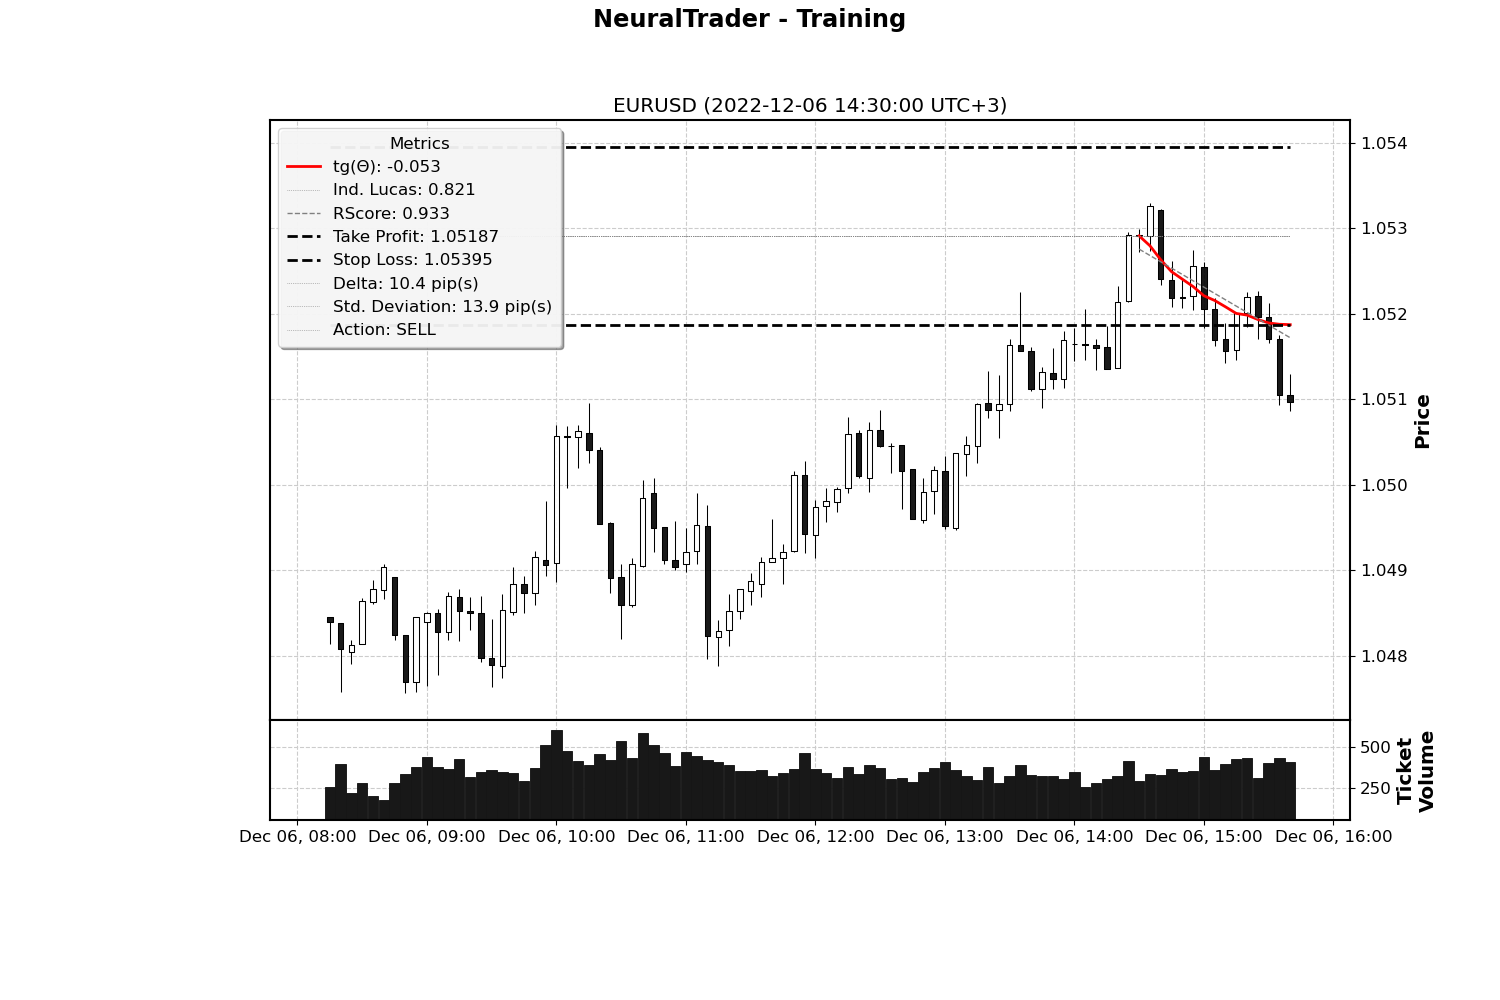 NeuralTrader - Training
EURUSD (2022-12-06 14:30:00 UTC+3)
Metrics
tg(Θ): -0.053
Ind. Lucas: 0.821
RScore: 0.933
Take Profit: 1.05187
Stop Loss: 1.05395
Delta: 10.4 pip(s)
Std. Deviation: 13.9 pip(s)
Action: SELL
1.054
1.053
1.052
1.051
1.050
1.049
1.048
Price
500
250
Ticket
Volume
Dec 06, 08:00 Dec 06, 09:00 Dec 06, 10:00 Dec 06, 11:00 Dec 06, 12:00 Dec 06, 13:00 Dec 06, 14:00 Dec 06, 15:00 Dec 06, 16:00